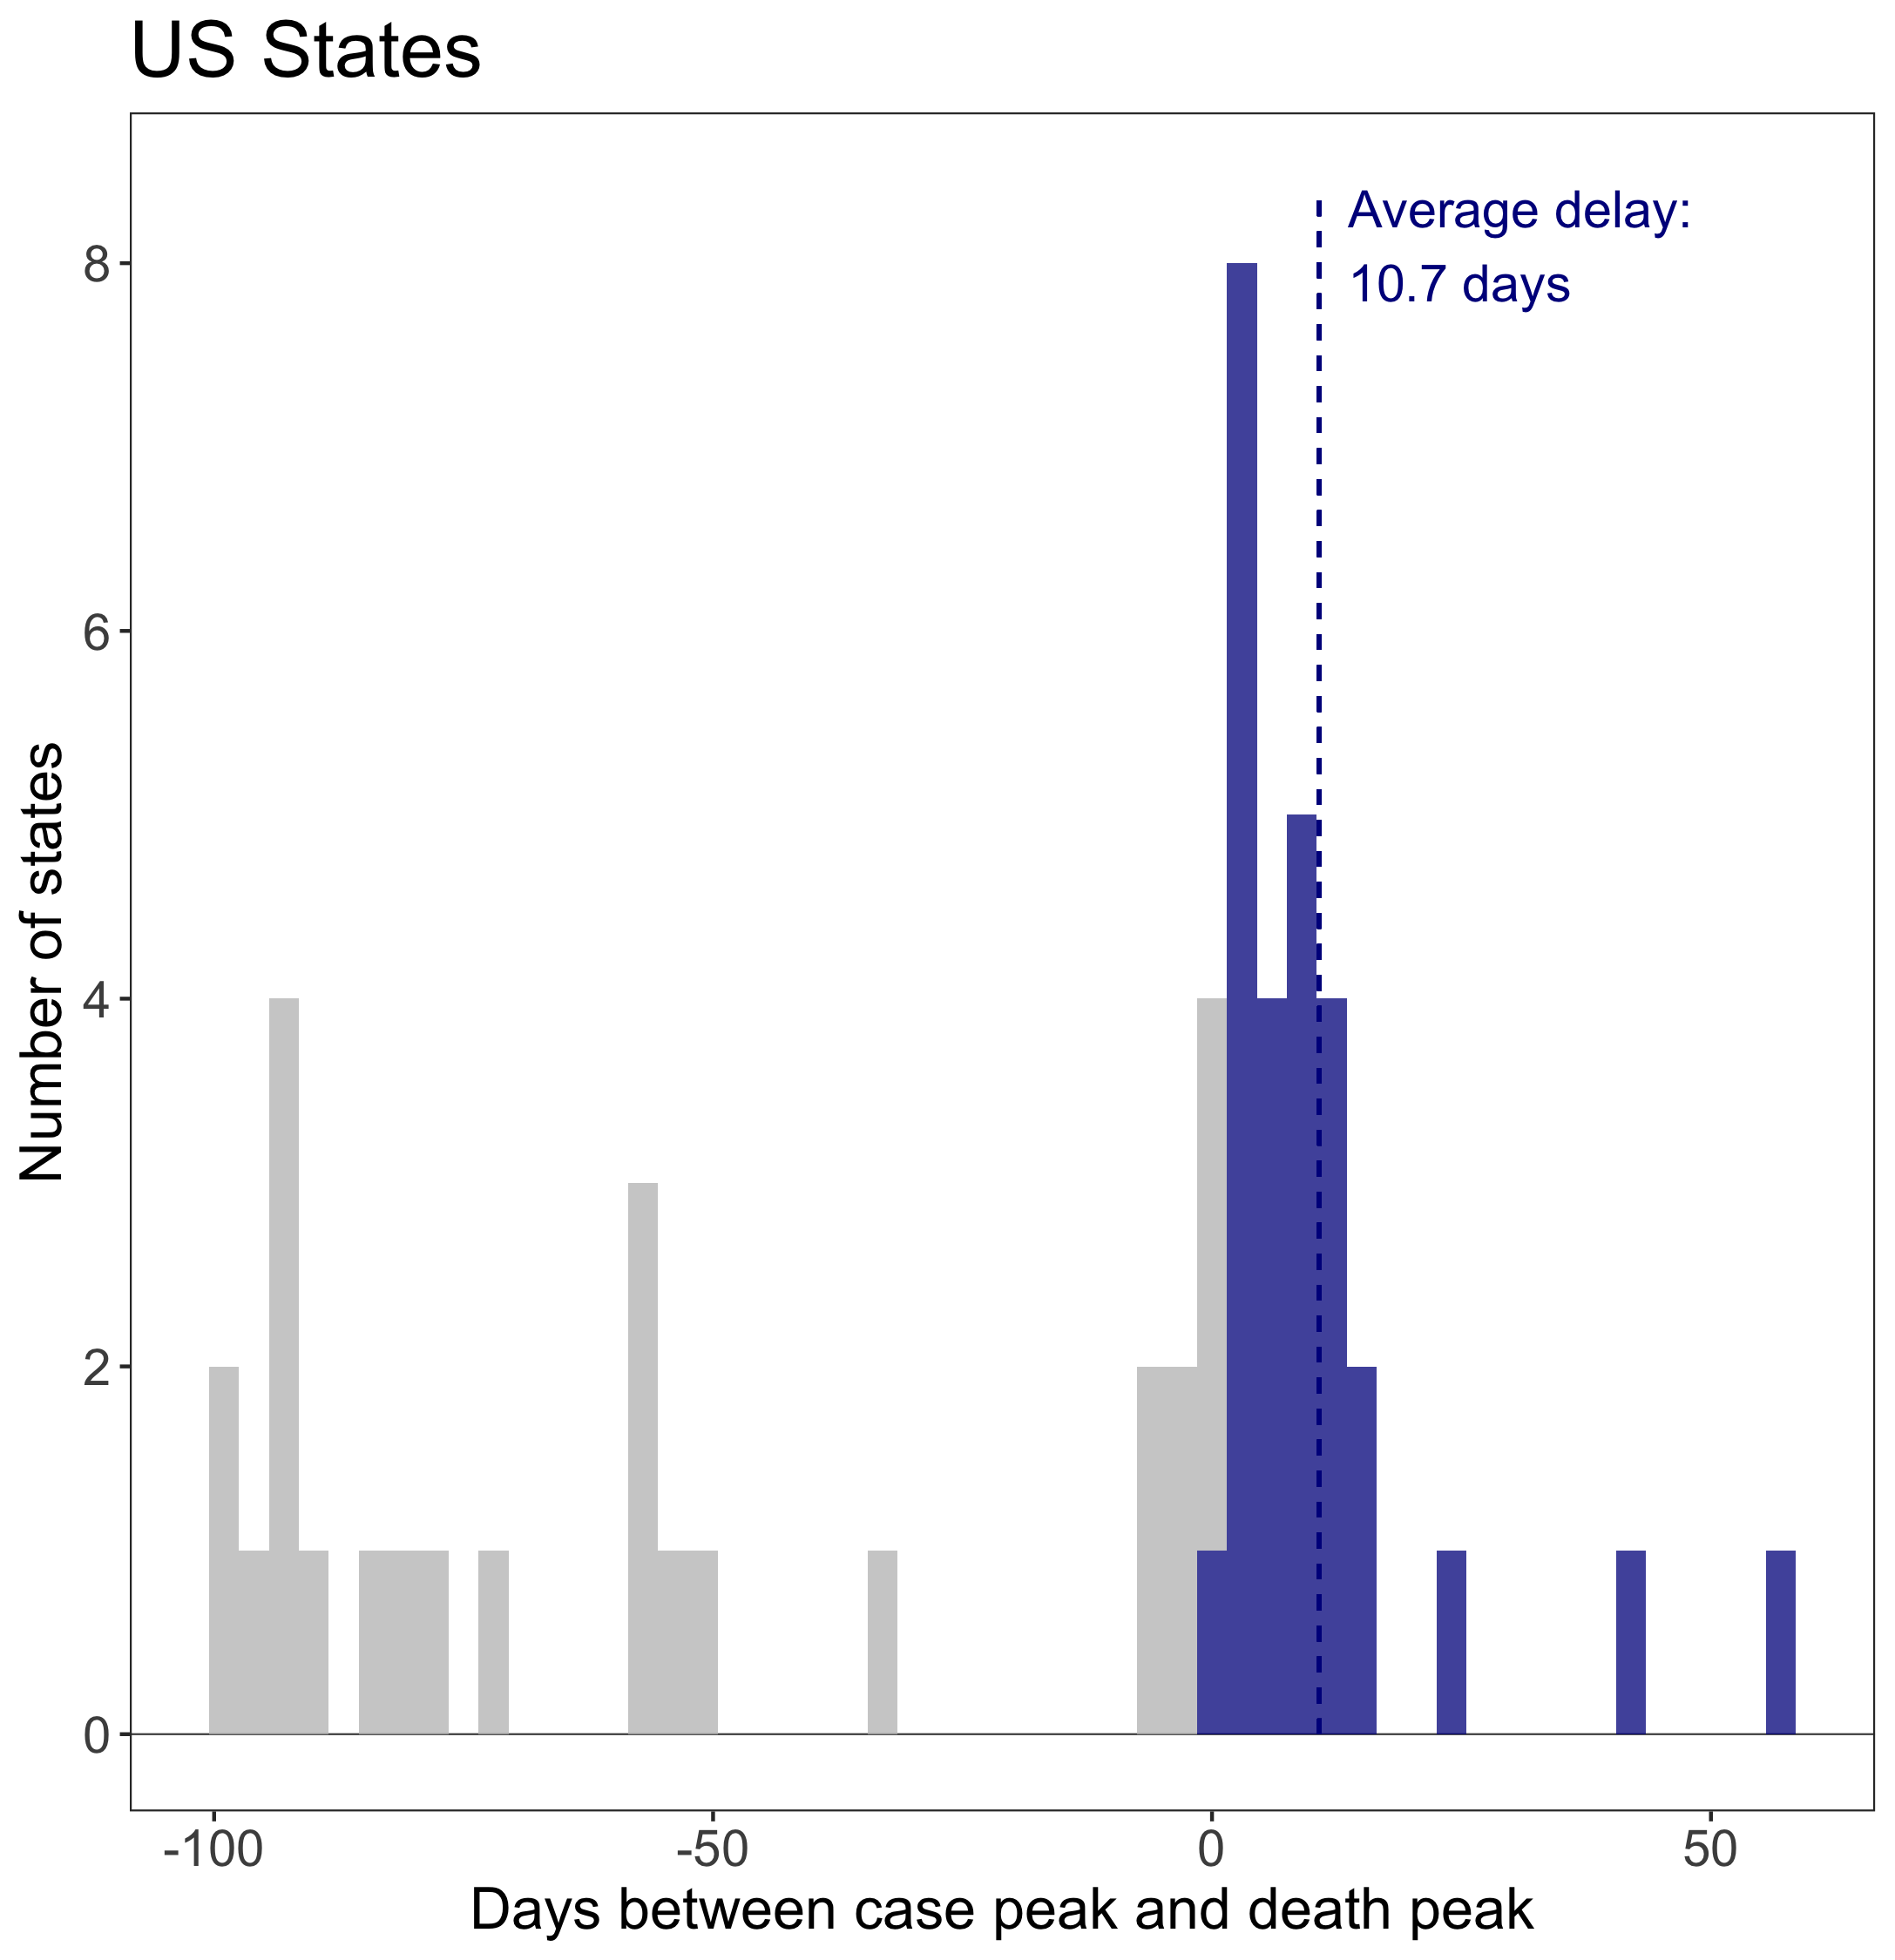 US States
Average delay:
10.7 days
Number of states
8
6
4
2
0
-100
-50
0
50
Days between case peak and death peak